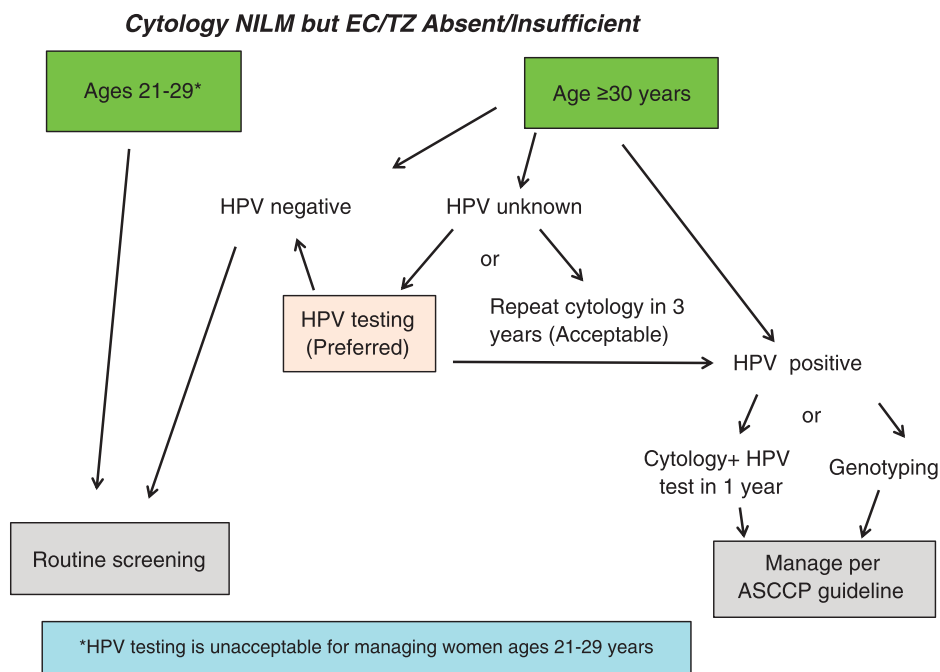 Cytology NILM but EC/TZ Absent/Insufficient
Ages 21-29*
Age ≥30 years
HPV negative
HPV unknown
or
HPV testing
(Preferred)
Repeat cytology in 3
years (Acceptable)
HPV positive
or
Cytology+ HPV
test in 1 year
Genotyping
Routine screening
Manage per
ASCCP guideline
*HPV testing is unacceptable for managing women ages 21-29 years